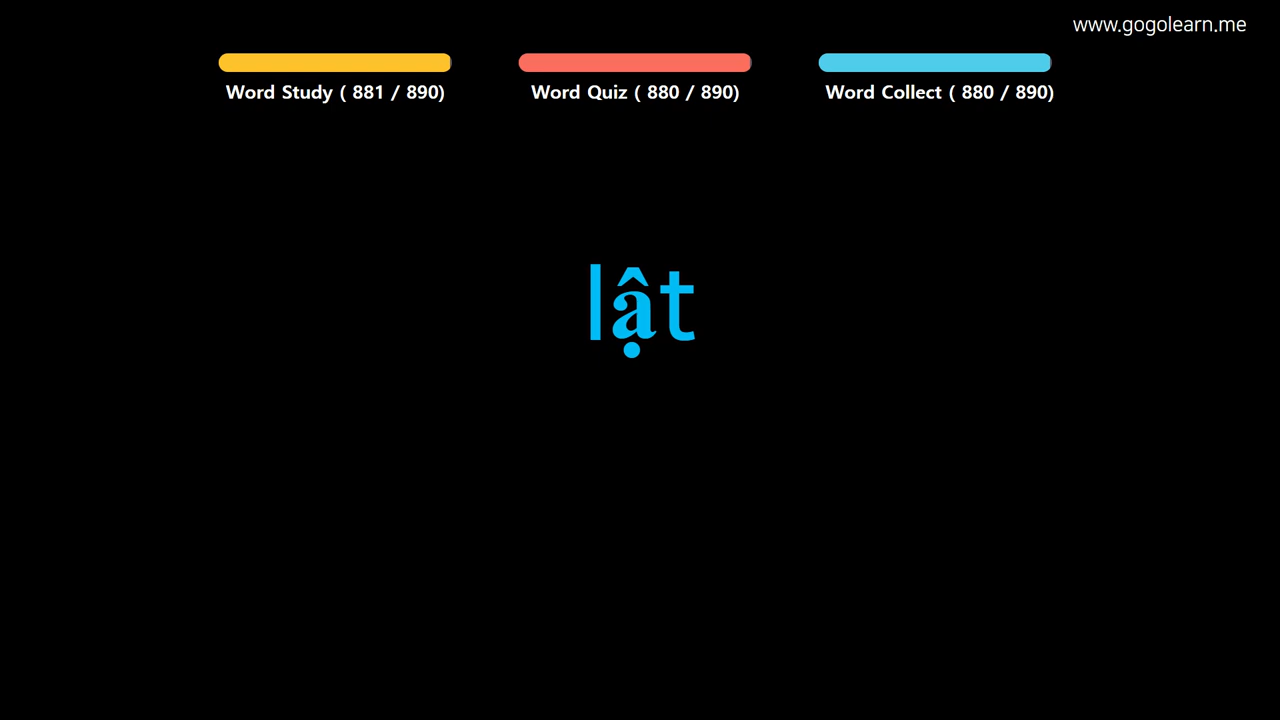 www.gogolearn.me
Word Study ( 881 / 890)
Word Quiz ( 880 / 890)
Word Collect ( 880 / 890)
lật